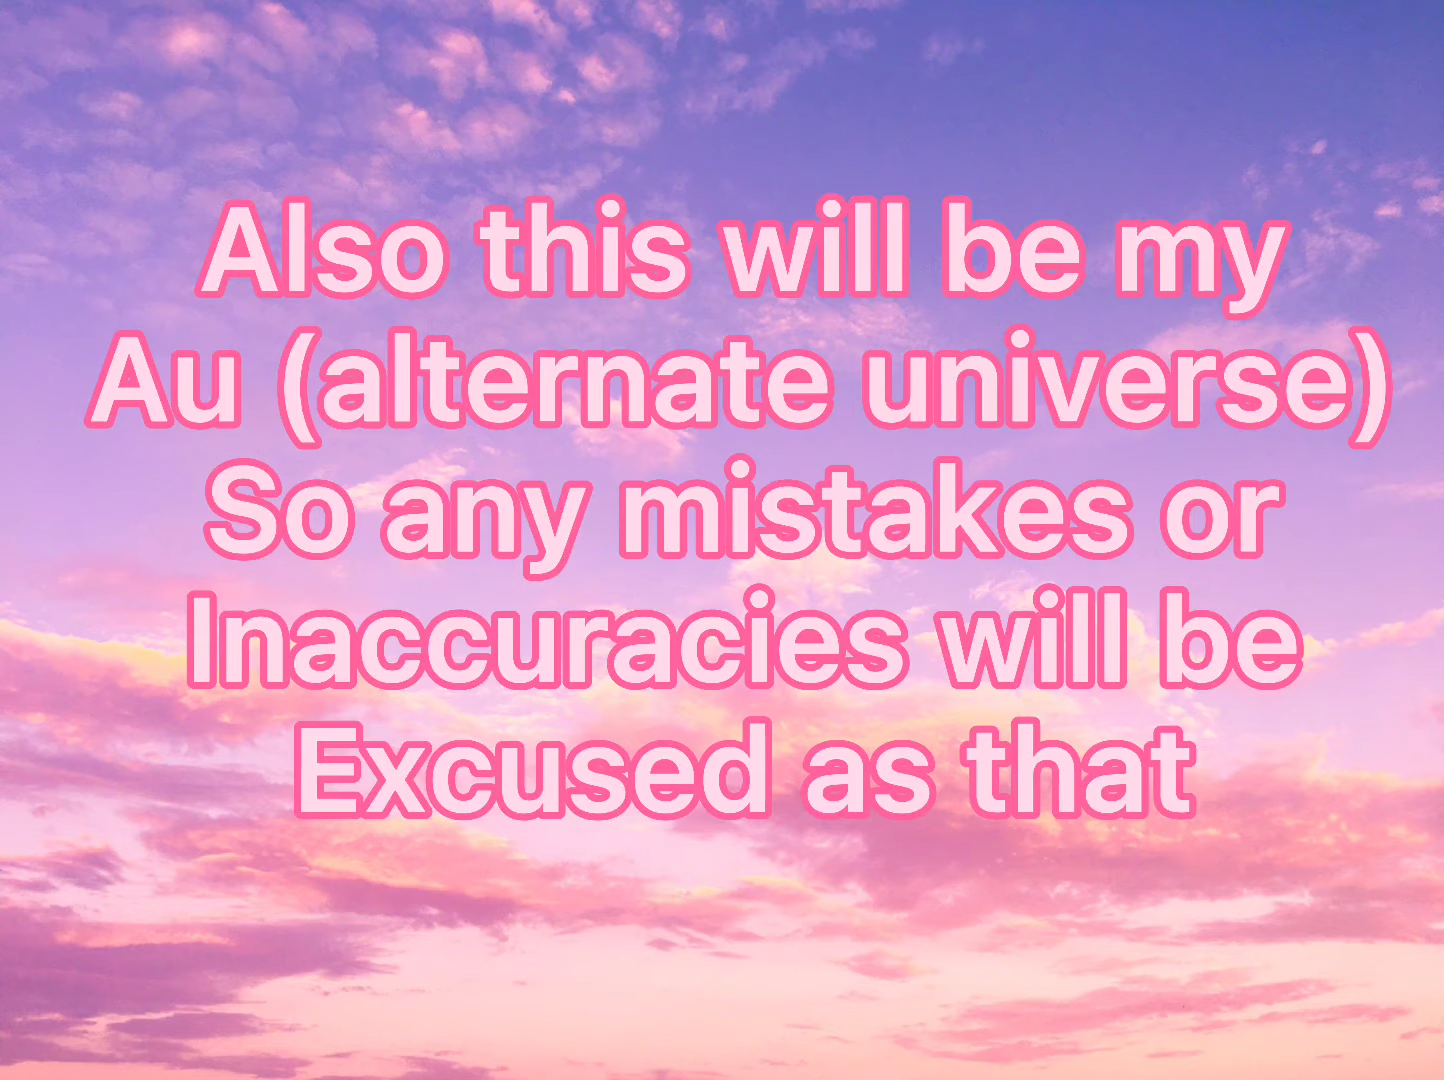 Also this will be my
Au (alternate universe)
So any mistakes or
Inaccuracies will be
Excused as that